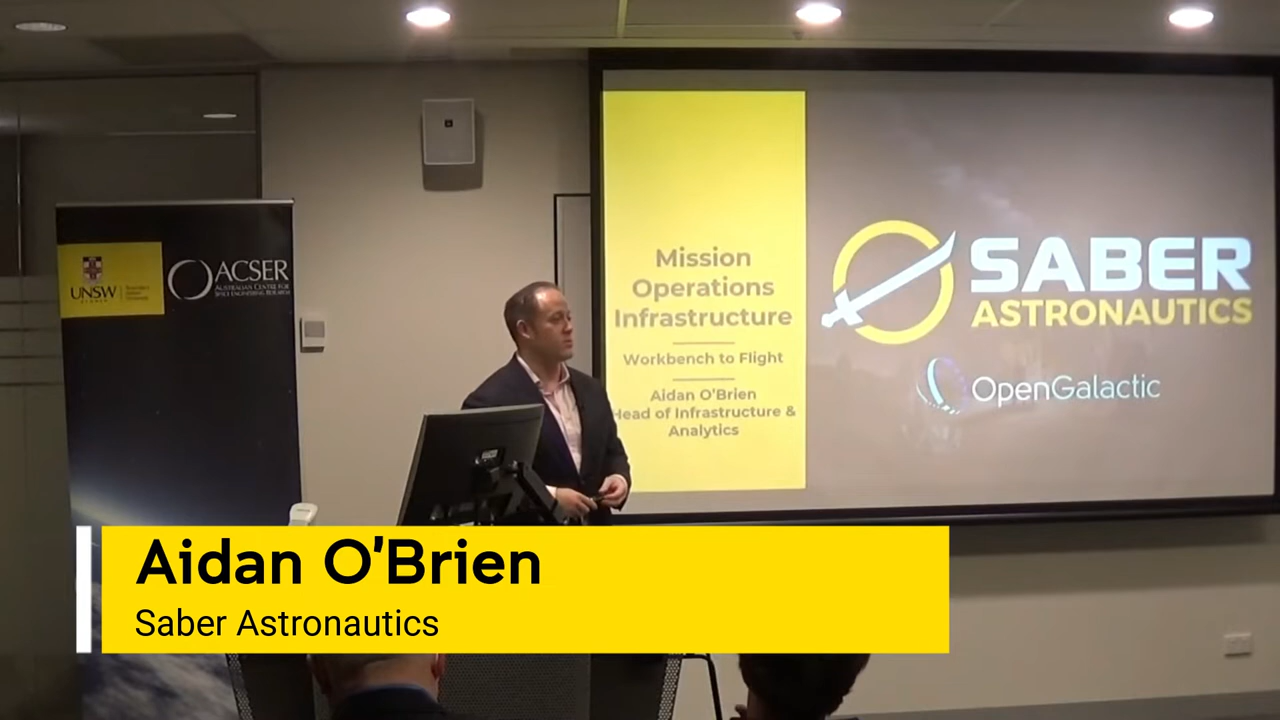 UNSW
ACSER
AUSTRALIAN CENTRE FOR
SPACE ENGINEERING RESEARCH
Mission
Operations
Infrastructure
Workbench to Flight
Aidan O'Brien
Head of Infrastructure &
Analytics
SABER
ASTRONAUTICS
OpenGalactic
Aidan O'Brien
Saber Astronautics